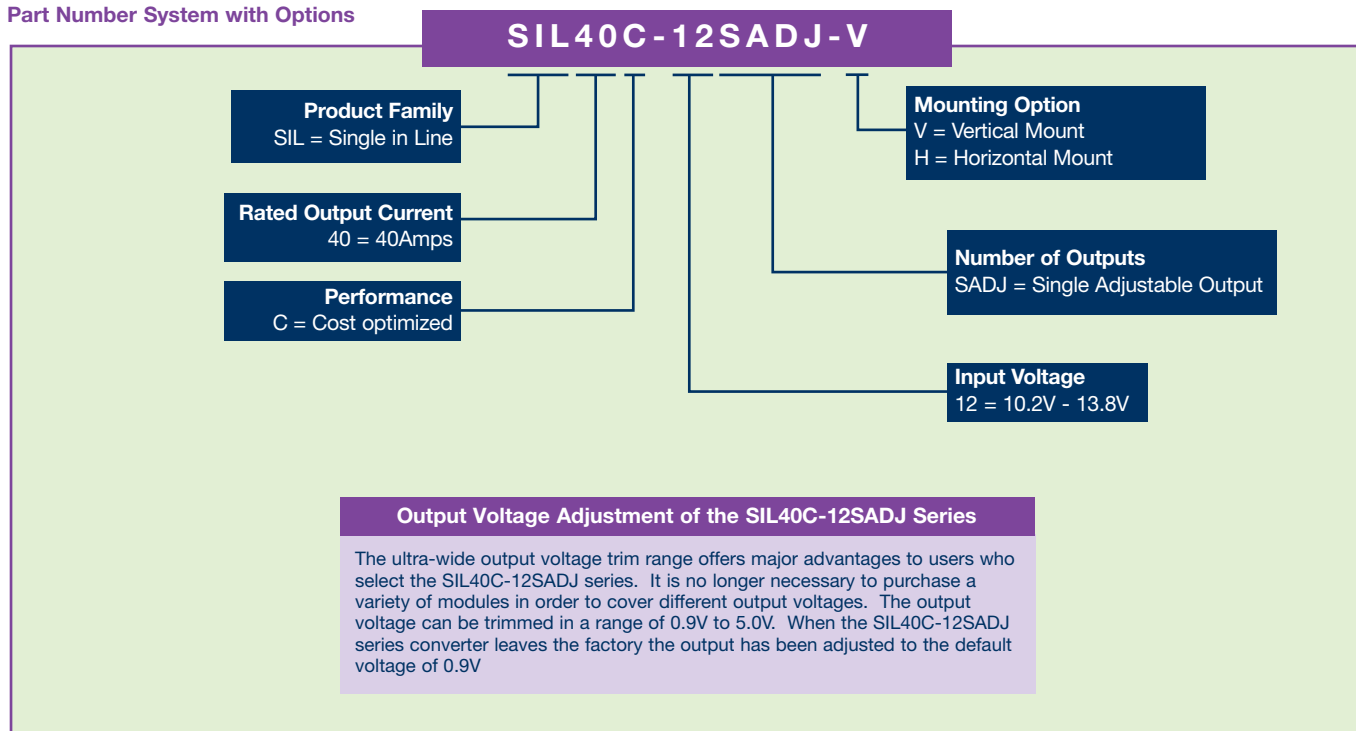 Part Number System with Options
SIL40C-12SADJ-V
Product Family
SIL = Single in Line
Rated Output Current
40 = 40Amps
Performance
C = Cost optimized
Mounting Option
V = Vertical Mount
H = Horizontal Mount
Number of Outputs
SADJ = Single Adjustable Output
Input Voltage
12 = 10.2V - 13.8V
Output Voltage Adjustment of the SIL40C-12SADJ Series
The ultra-wide output voltage trim range offers major advantages to users who
select the SIL40C-12SADJ series. It is no longer necessary to purchase a
variety of modules in order to cover different output voltages. The output
voltage can be trimmed in a range of 0.9V to 5.0V. When the SIL40C-12SADJ
series converter leaves the factory the output has been adjusted to the default
voltage of 0.9V